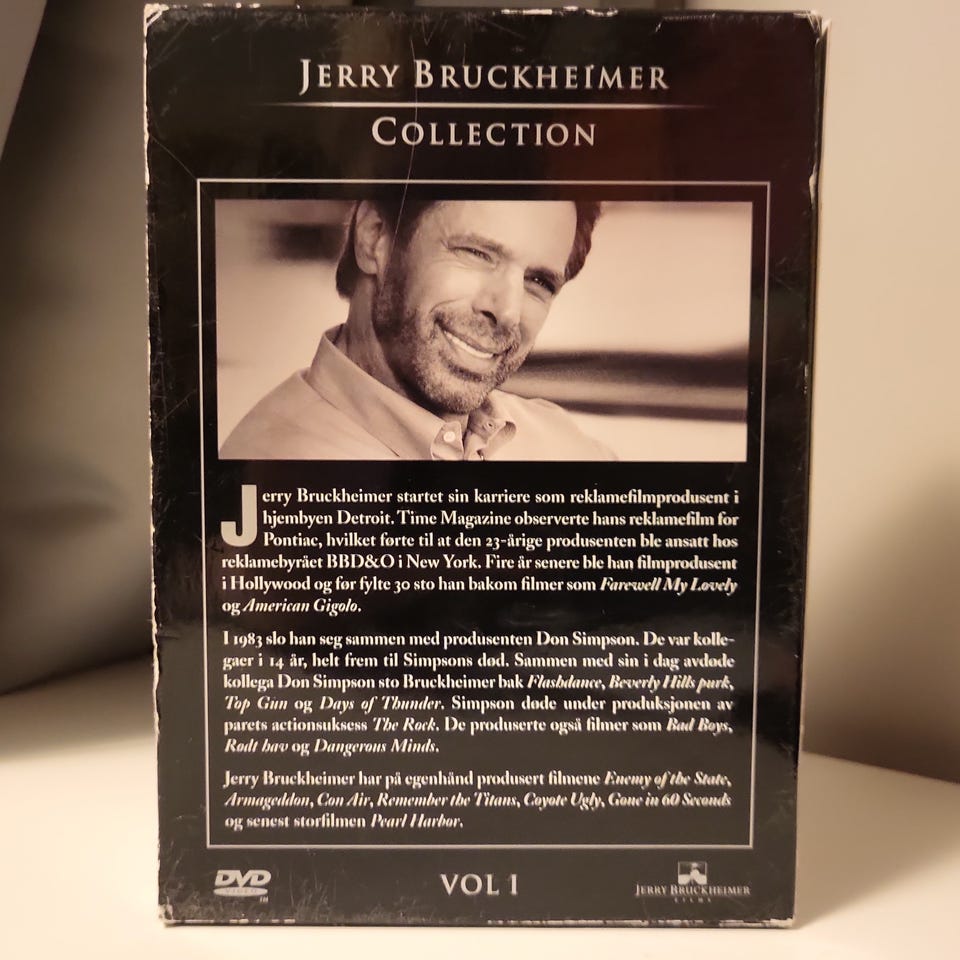 JERRY BRUCKHEIMER
COLLECTION
Jerry Bruckheimer startet sin karriere som reklamefilmprodusent i
hjembyen Detroit. Time Magazine observerte hans reklamefilm for
Pontiac, hvilket førte til at den 23-årige produsenten ble ansatt hos
reklamebyrået BBD&O i New York. Fire år senere ble han filmprodusent
i Hollywood og før fylte 30 sto han bakom filmer som Farewell My Lovely
og American Gigolo.
I 1983 slo han seg sammen med produsenten Don Simpson. De var kolle-
gaer i 14 år, helt frem til Simpsons død. Sammen med sin i dag avdøde
kollega Don Simpson sto Bruckheimer bak Flashdance, Beverly Hills purk,
Top Gun og Days of Thunder. Simpson døde under produksjonen av
parets actionsuksess The Rock. De produserte også filmer som Bad Boys,
Rødt hav og Dangerous Minds.
Jerry Bruckheimer har på egenhånd produsert filmene Enemy of the State,
Armageddon, Con Air, Remember the Titans, Coyote Ugly, Gone in 60 Seconds
og senest storfilmen Pearl Harbor.
DVD
VIDEO
TM
VOL 1
JERRY BRUCKHEIMER
FILMS